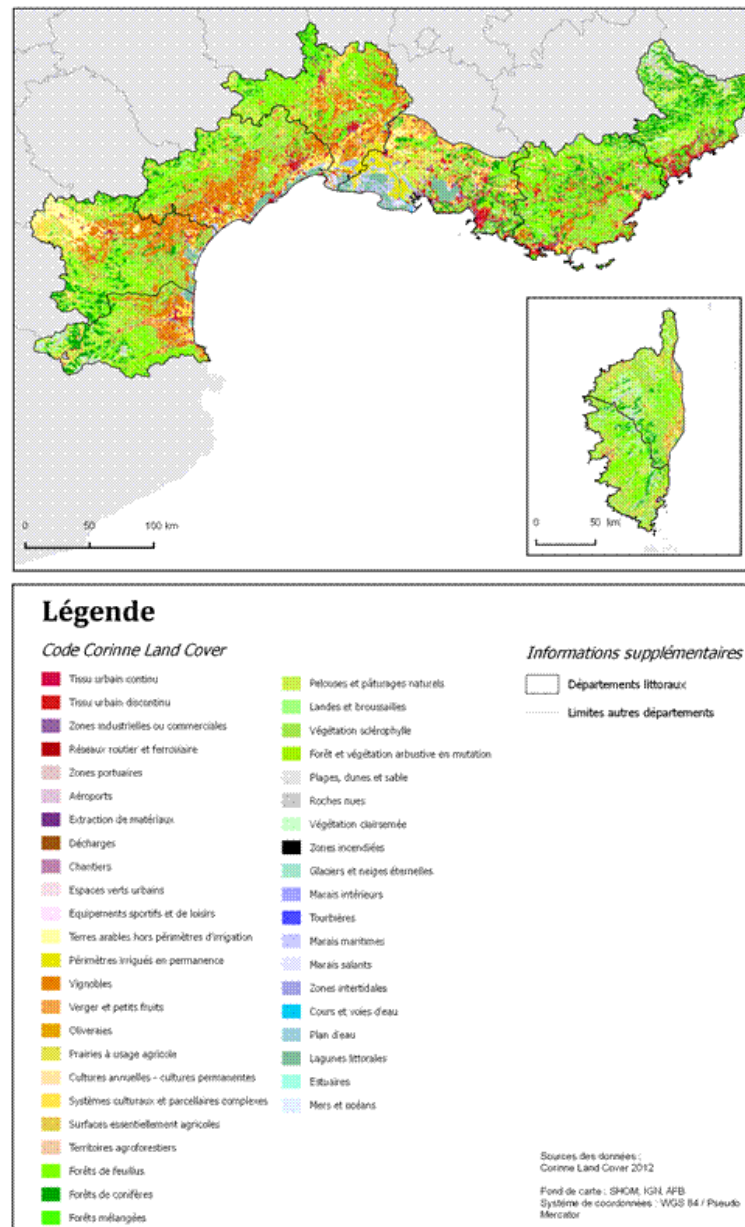 0 50 100 km
0 50 km
Légende
Code Corinne Land Cover
Tissu urbain continu
Tissu urbain discontinu
Zones industrielles ou commerciales
Réseaux routier et ferroviaire
Zones portuaires
Aéroports
Extraction de matériaux
Décharges
Chantiers
Espaces verts urbains
Equipements sportifs et de loisirs
Terres arables hors périmètres d'irrigation
Périmètres irrigués en permanence
Vignobles
Verger et petits fruits
Oliveraies
Prairies à usage agricole
Cultures annuelles - cultures permanentes
Systèmes culturaux et parcellaires complexes
Surfaces essentiellement agricoles
Territoires agroforestiers
Forêts de feuillus
Forêts de conifères
Forêts mélangées
Pelouses et pâturages naturels
Landes et broussailles
Végétation sclérophylle
Forêt et végétation arbustive en mutation
Plages, dunes et sable
Roches nues
Végétation clairsemée
Zones incendiées
Glaciers et neiges éternelles
Marais intérieurs
Tourbières
Marais maritimes
Marais salants
Zones intertidales
Cours et voies d'eau
Plan d'eau
Lagunes littorales
Estuaires
Mers et océans
Informations supplémentaires
Départements littoraux
Limites autres départements
Sources des données :
Corinne Land Cover 2012
Fond de carte : SHOM, IGN, AFB
Système de coordonnées : WGS 84 / Pseudo
Mercator